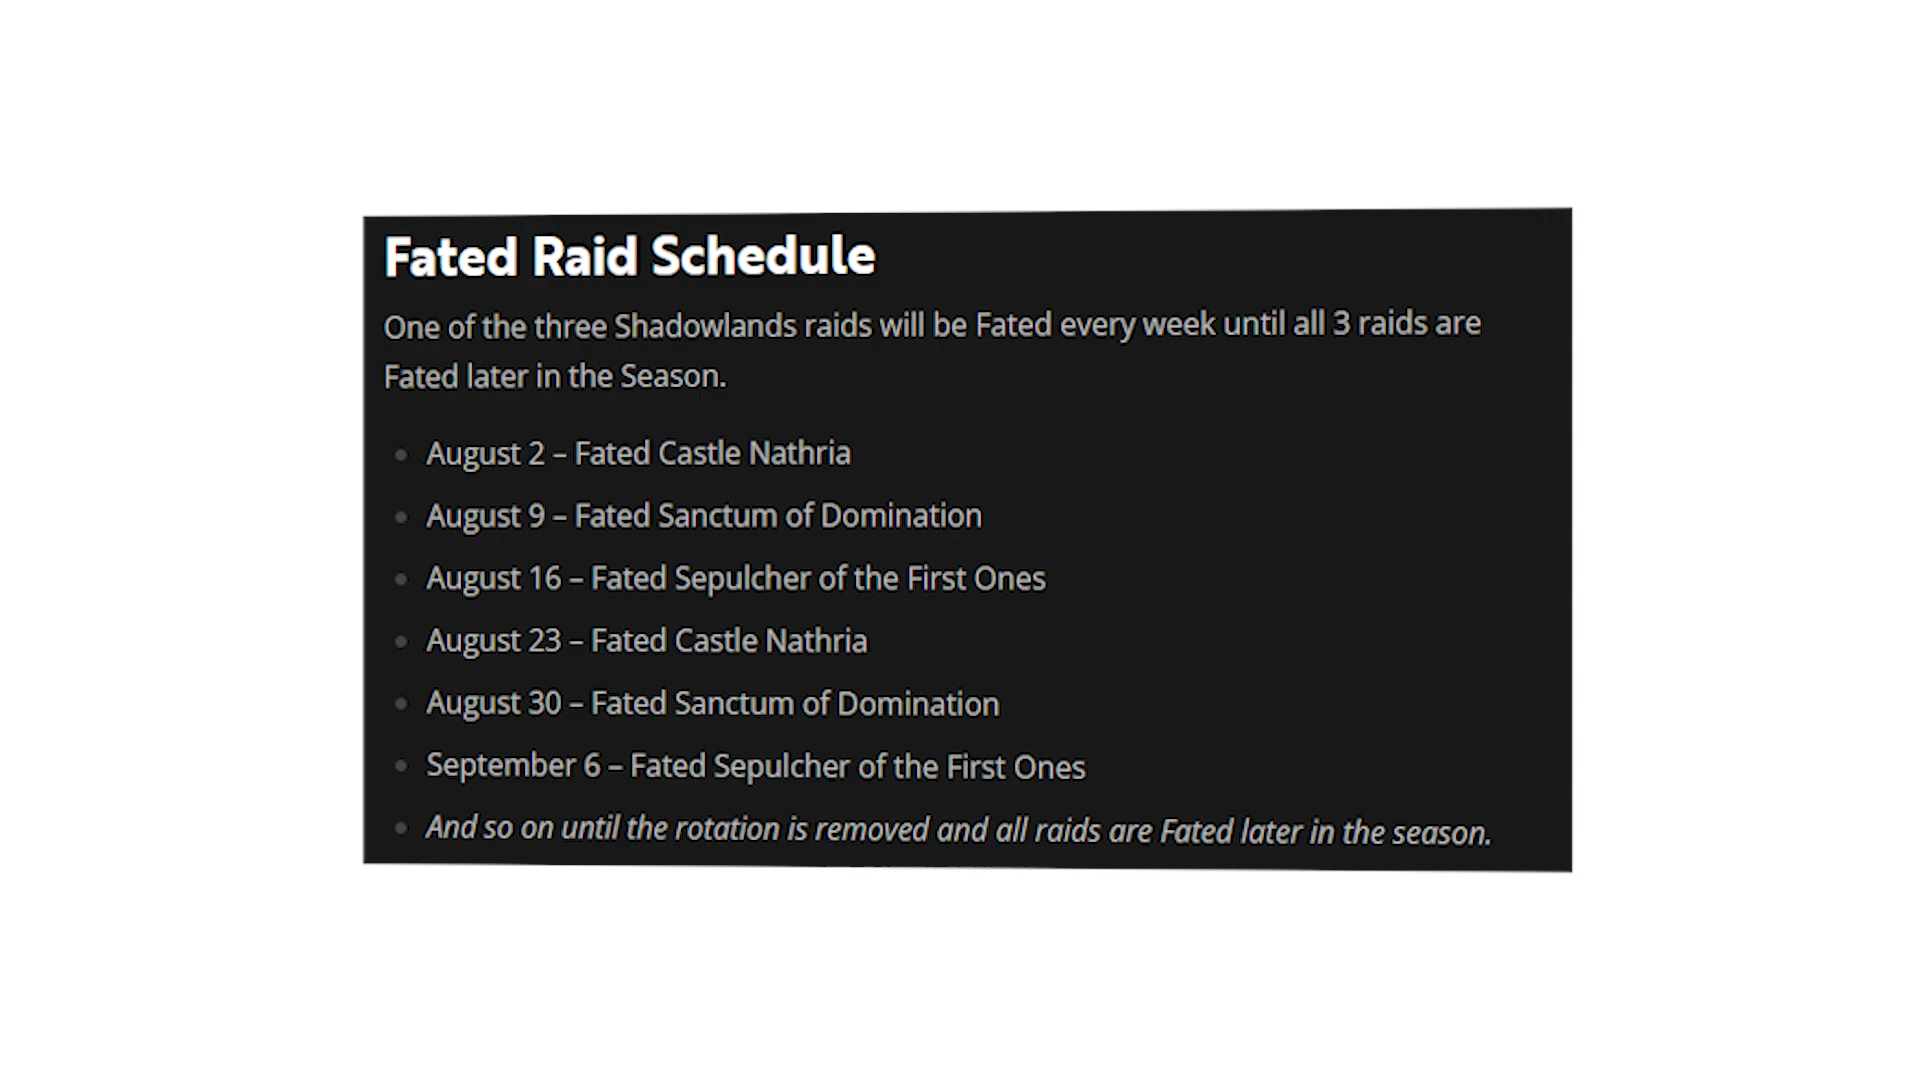 Fated Raid Schedule
One of the three Shadowlands raids will be Fated every week until all 3 raids are
Fated later in the Season.
• August 2 – Fated Castle Nathria
• August 9 – Fated Sanctum of Domination
• August 16 – Fated Sepulcher of the First Ones
• August 23 – Fated Castle Nathria
• August 30 – Fated Sanctum of Domination
• September 6 – Fated Sepulcher of the First Ones
• And so on until the rotation is removed and all raids are Fated later in the season.